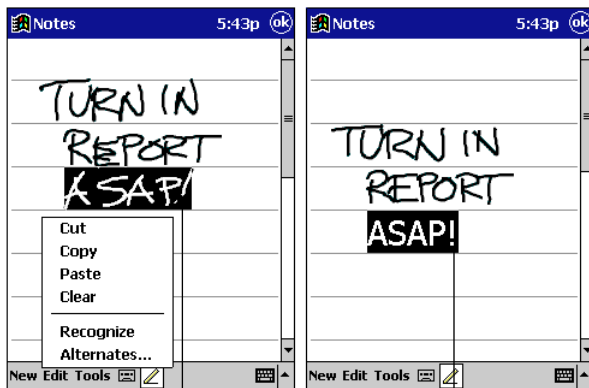 Notes 5:43p ok
TURN IN
REPORT
ASAP!
Cut
Copy
Paste
Clear
Recognize
Alternates...
New Edit Tools
Notes 5:43p ok
TURN IN
REPORT
ASAP!
New Edit Tools